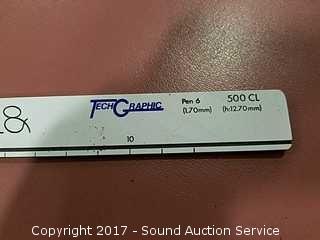 &
TECHGRAPHIC
Pen 6
(1.70mm)
500 CL
(h:12.70mm)
10
Copyright 2017 - Sound Auction Service